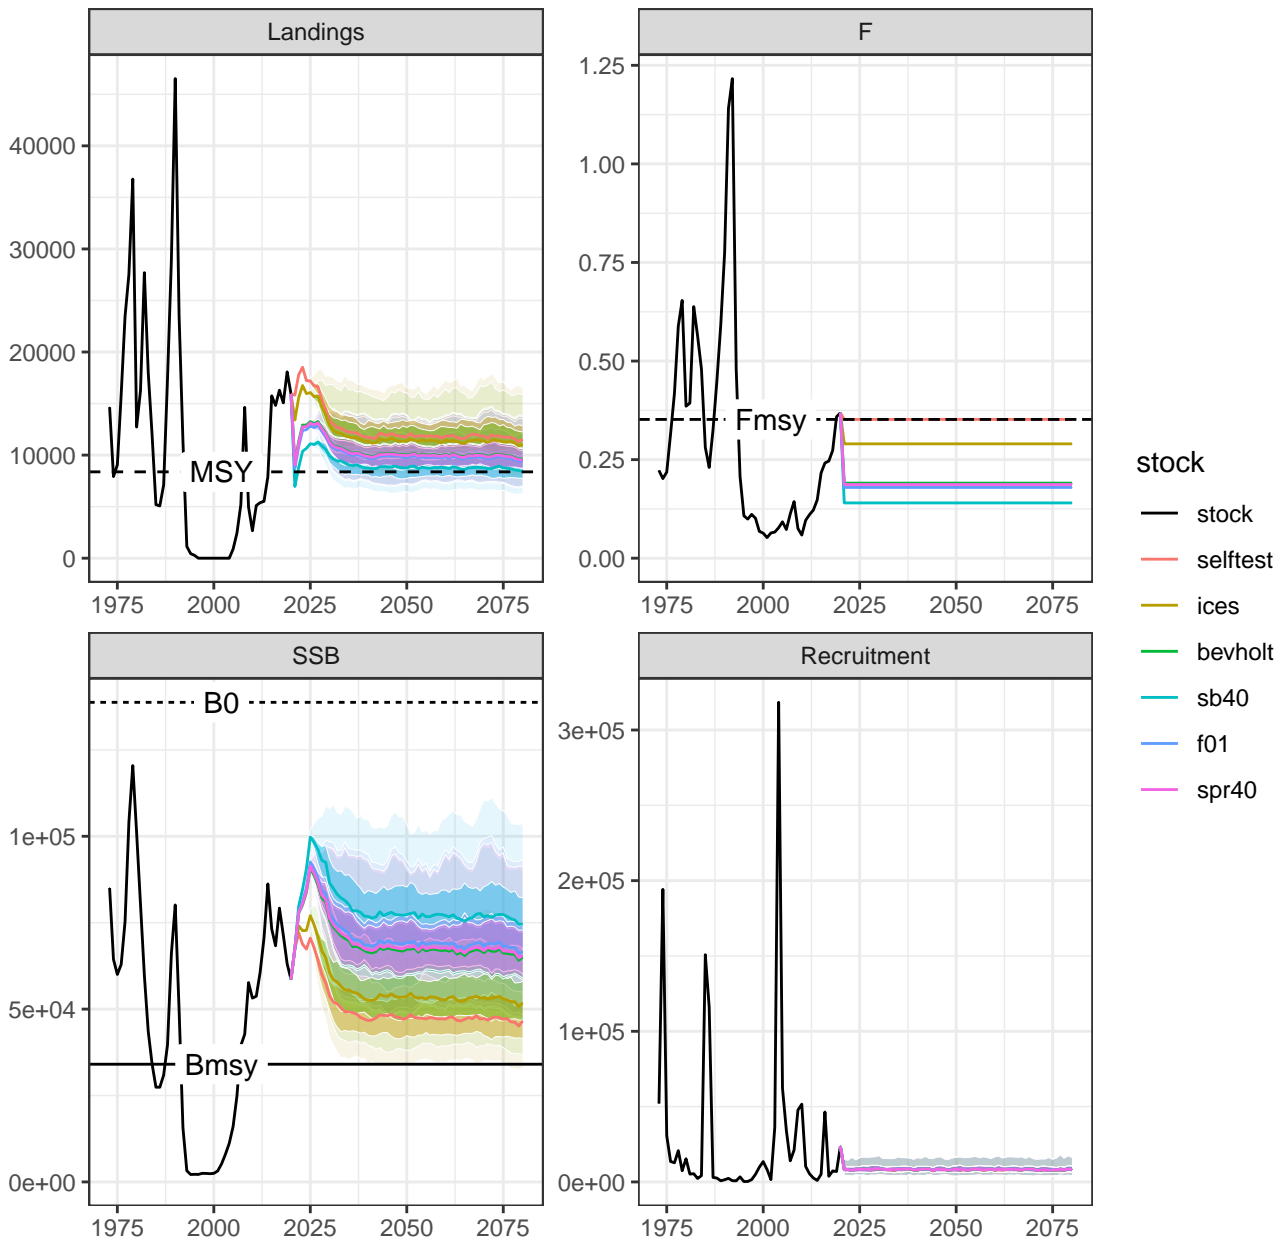 Landings
F
40000
30000
20000
10000
0
MSY
1975
2000
2025
2050
2075
1.25
1.00
0.75
0.50
0.25
0.00
Fmsy
1975
2000
2025
2050
2075
SSB
Recruitment
1e+05
5e+04
0e+00
B0
Bmsy
1975
2000
2025
2050
2075
3e+05
2e+05
1e+05
0e+00
1975
2000
2025
2050
2075
stock
stock
selftest
ices
bevholt
sb40
f01
spr40